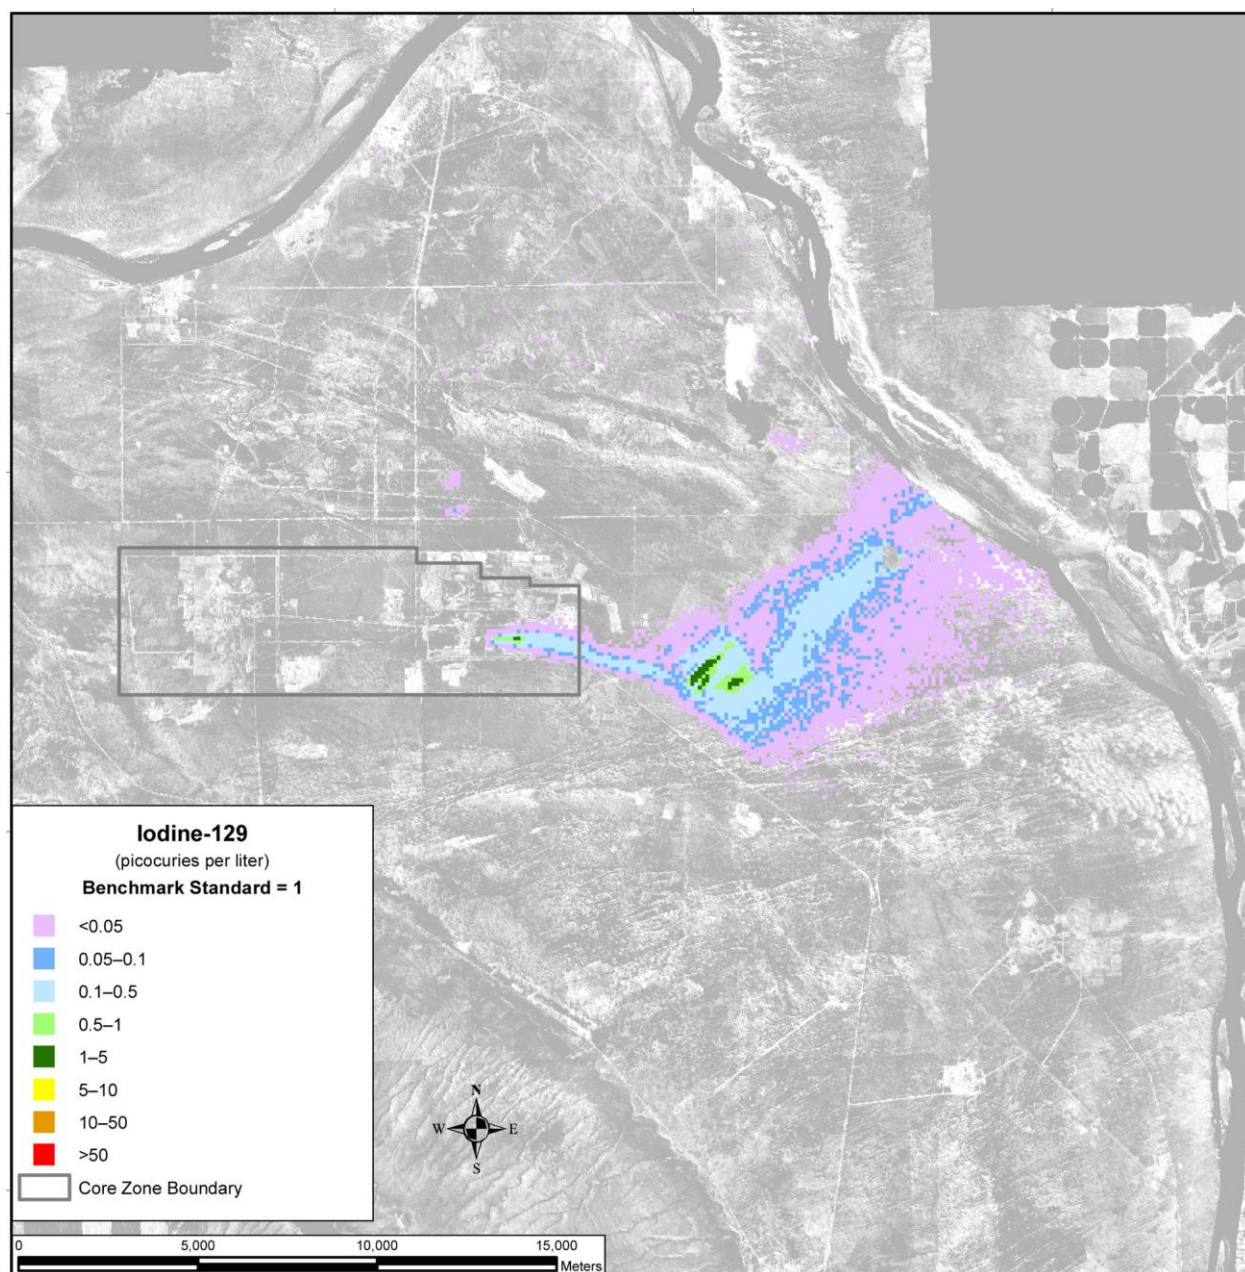 Iodine-129
(picocuries per liter)
Benchmark Standard = 1
<0.05
0.05–0.1
0.1–0.5
0.5–1
1–5
5–10
10–50
>50
Core Zone Boundary
N
W E
S
0 5,000 10,000 15,000
Meters